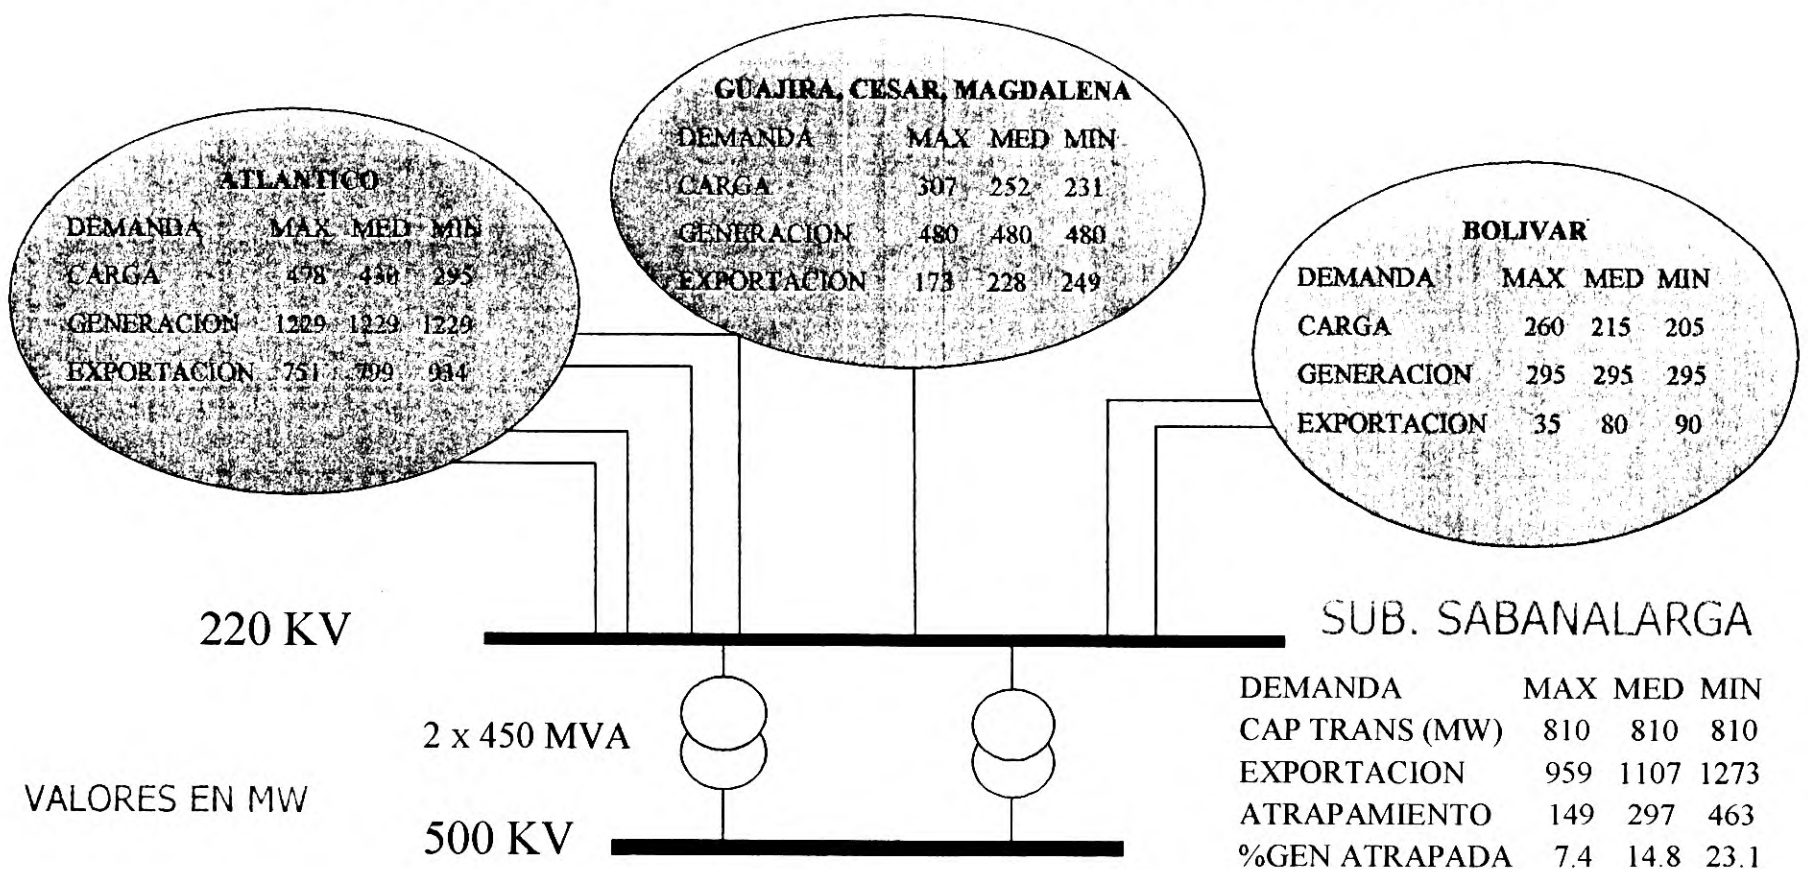 GUAJIRA, CESAR, MAGDALENA
DEMANDA MAX MED MIN
CARGA 307 252 231
GENERACION 480 480 480
EXPORTACION 173 228 249
ATLANTICO
DEMANDA MAX MED MIN
CARGA 478 430 295
GENERACION 1229 1229 1229
EXPORTACION 751 799 934
BOLIVAR
DEMANDA MAX MED MIN
CARGA 260 215 205
GENERACION 295 295 295
EXPORTACION 35 80 90
220 KV
SUB. SABANALARGA
2 x 450 MVA
DEMANDA MAX MED MIN
CAP TRANS (MW) 810 810 810
EXPORTACION 959 1107 1273
ATRAPAMIENTO 149 297 463
%GEN ATRAPADA 7.4 14.8 23.1
VALORES EN MW
500 KV